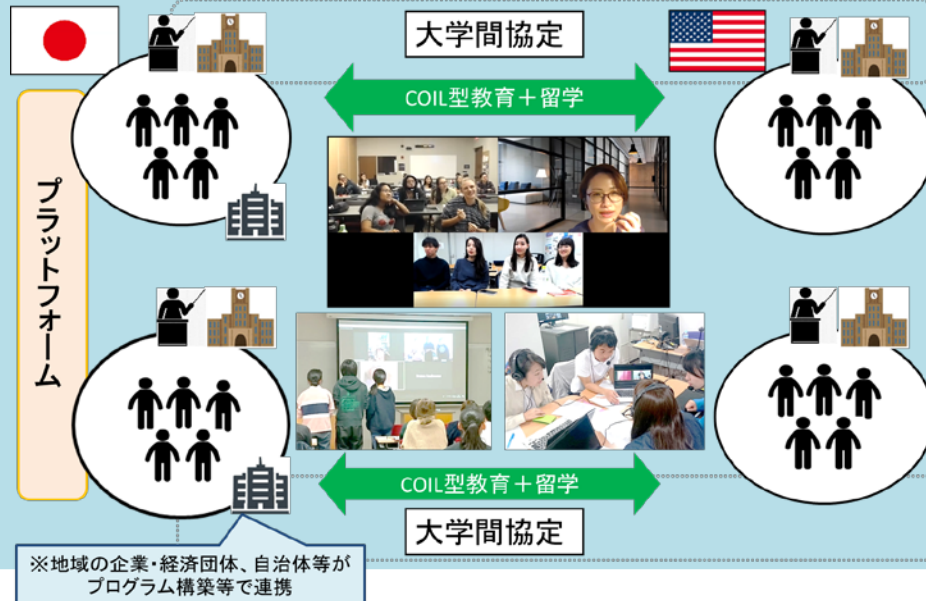 大学間協定
COIL型教育＋留学
プラットフォーム
COIL型教育＋留学
大学間協定
※地域の企業・経済団体、自治体等が
プログラム構築等で連携